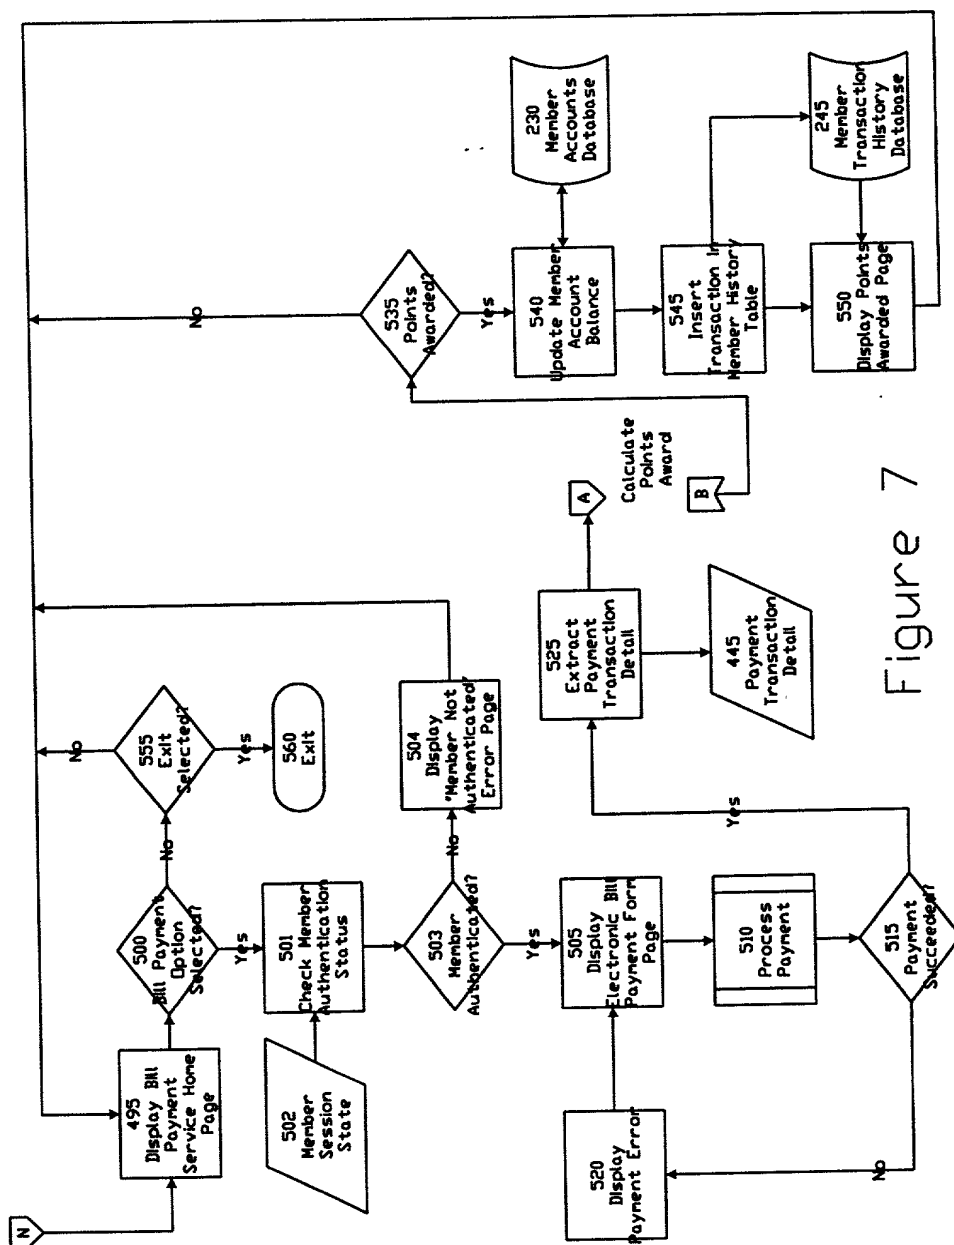 N
495
Display Bill
Payment
Service Home
Page
500
Bill Payment
Option
Selected?
No
555
Exit
Selected?
No
Yes
560
Exit
Yes
502
Member
Session
State
501
Check Member
Authentication
Status
503
Member
Authenticated?
No
504
Display
"Member Not
Authenticated"
Error Page
Yes
520
Display
Payment Error
505
Display
Electronic Bill
Payment Form
Page
510
Process
Payment
515
Payment
Succeeded?
No
Yes
525
Extract
Payment
Transaction
Detail
445
Payment
Transaction
Detail
A
Calculate
Points
Award
B
535
Points
Awarded?
No
Yes
540
Update Member
Account
Balance
230
Member
Accounts
Database
545
Insert
Transaction In
Member History
Table
245
Member
Transaction
History
Database
550
Display Points
Awarded Page
Figure 7